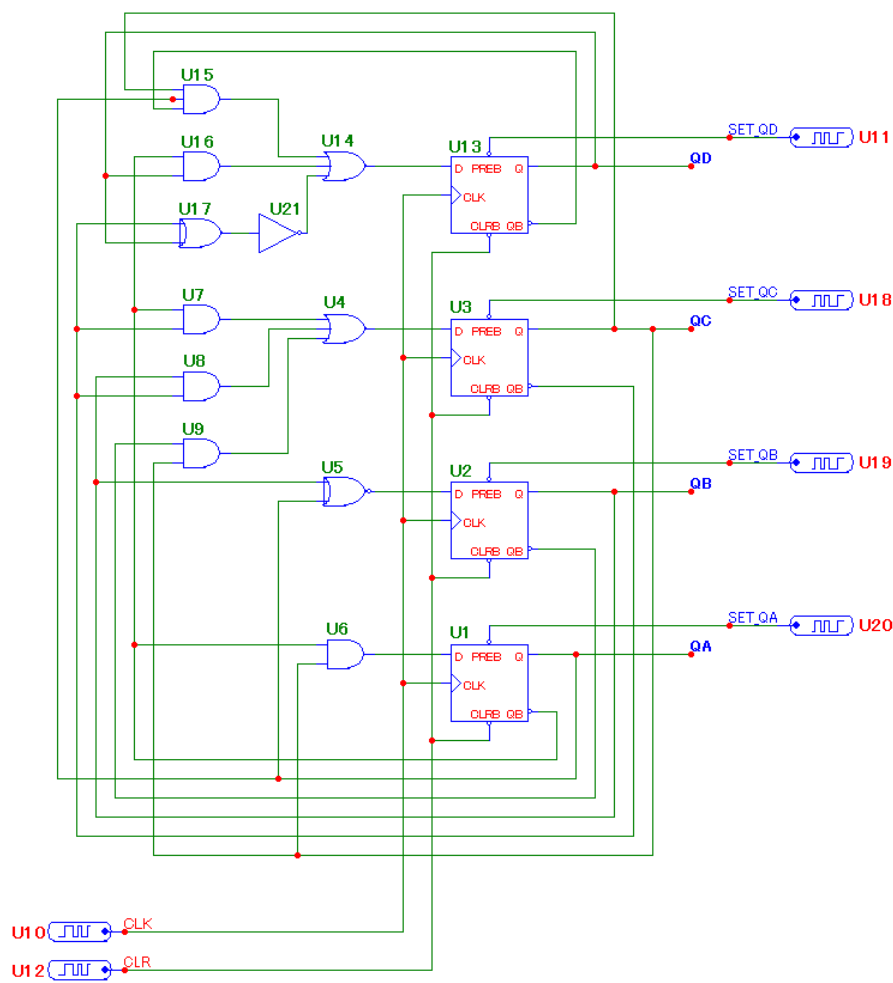 U15
U16
U14
U13
SET_QD
U11
QD
D PREB Q
CLK
CLRB QB
U17
U21
U7
U4
U3
SET_QC
U18
QC
D PREB Q
CLK
CLRB QB
U8
U9
U5
U2
SET_QB
U19
QB
D PREB Q
CLK
CLRB QB
U6
U1
SET_QA
U20
QA
D PREB Q
CLK
CLRB QB
U10
CLK
U12
CLR